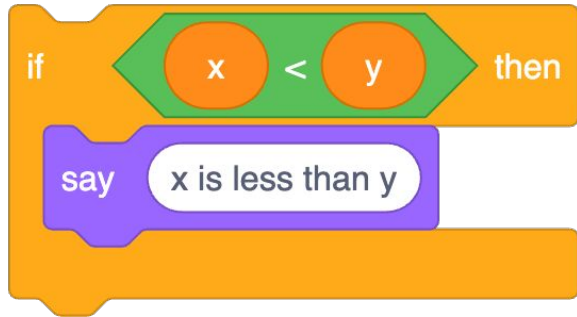 if x < y then
say x is less than y